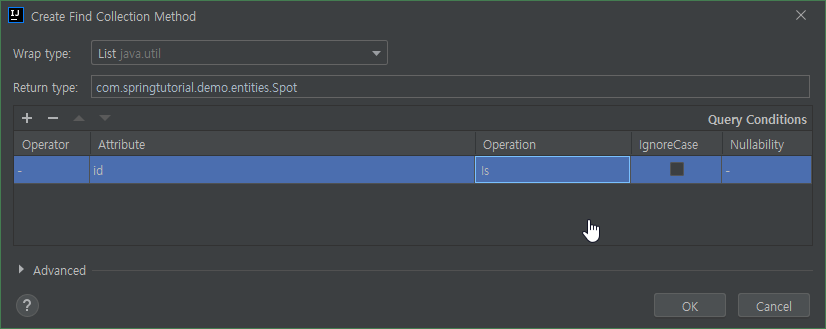 IJ Create Find Collection Method
Wrap type: List java.util
Return type: com.springtutorial.demo.entities.Spot
Query Conditions
Operator Attribute Operation IgnoreCase Nullability
- id Is -
Advanced
? OK Cancel